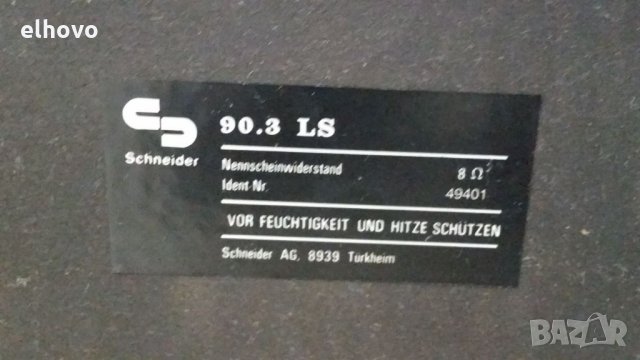 elhovo
90.3 LS
Schneider
Nennscheinwiderstand 8 Ω
Ident-Nr. 49401
VOR FEUCHTIGKEIT UND HITZE SCHÜTZEN
Schneider AG, 8939 Türkheim
BAZAR